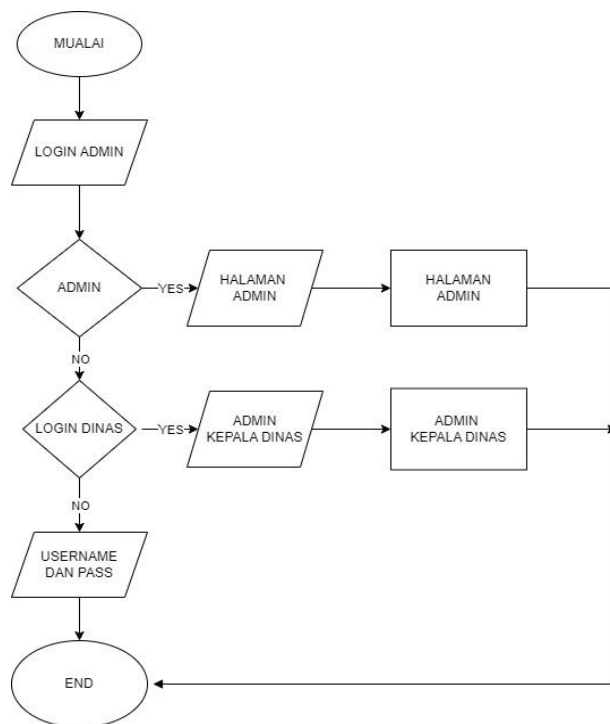 MUALAI
LOGIN ADMIN
ADMIN
YES
HALAMAN
ADMIN
HALAMAN
ADMIN
NO
LOGIN DINAS
YES
ADMIN
KEPALA DINAS
ADMIN
KEPALA DINAS
NO
USERNAME
DAN PASS
END